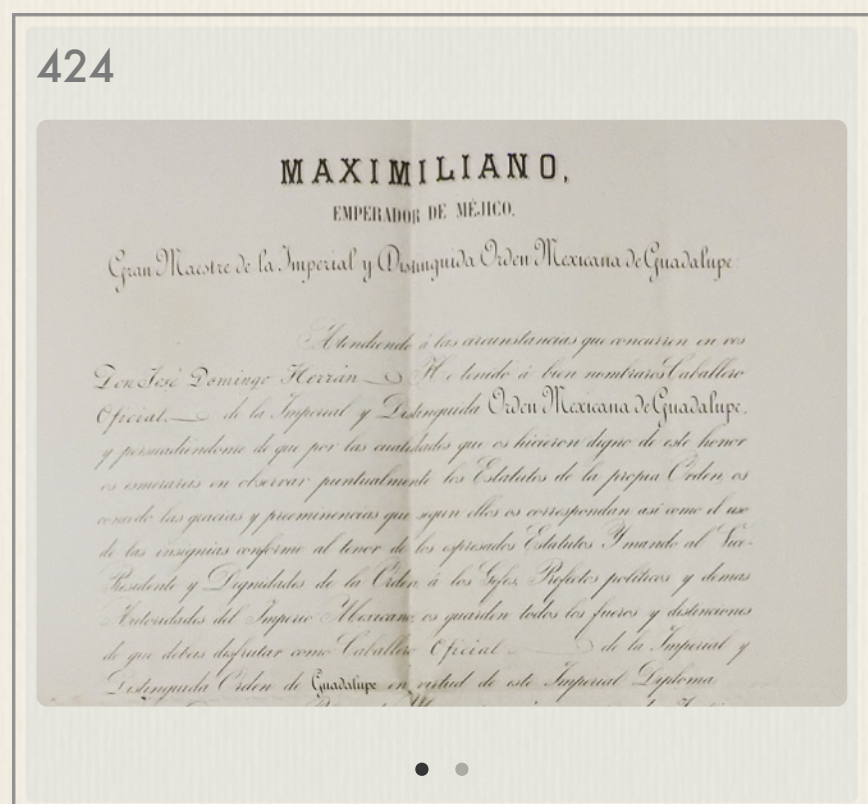 424
MAXIMILIANO,
EMPERADOR DE MÉJICO,
Gran Maestre de la Imperial y Distinguida Orden Mexicana de Guadalupe
Atendiendo á las circunstancias que concurren en vos
Don José Domingo Herrán He tenido á bien nombraros Caballero
Oficial de la Imperial y Distinguida Orden Mexicana de Guadalupe,
y persuadiéndome de que por las cualidades que os hicieron digno de este honor
os esmerareis en observar puntualmente los Estatutos de la propia Orden, os
concedo las gracias y preeminencias que segun ellos os correspondan asi como el uso
de las insignias conforme al tenor de los espresados Estatutos Y mando al Vice-
Presidente y Dignidades de la Orden, á los Gefes, Prefectos politicos y demas
Autoridades del Imperio Mexicano, os guarden todos los fueros y distinciones
de que debeis disfrutar como Caballero Oficial de la Imperial y
Distinguida Orden de Guadalupe en virtud de este Imperial Diploma